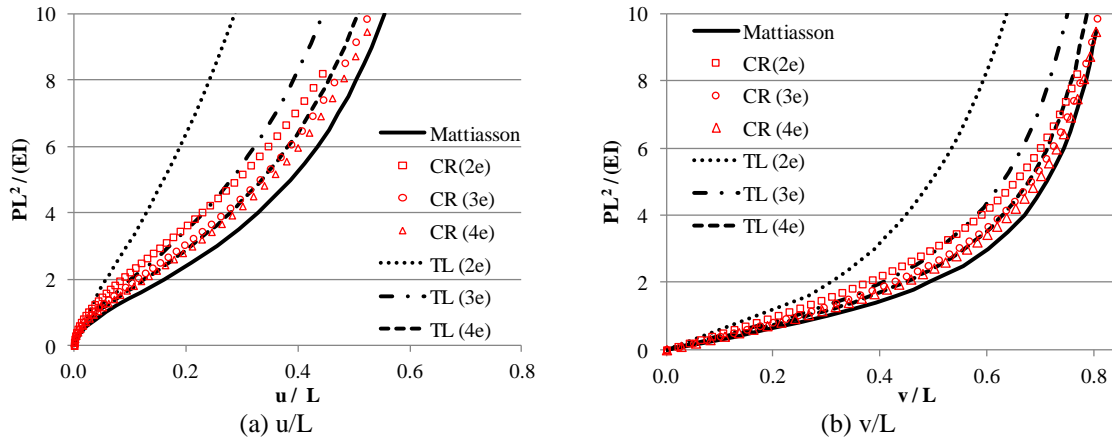 10
8
6
4
2
0
PL² / (EI)
0.0
0.2
0.4
0.6
0.8
u / L
Mattiasson
CR(2e)
CR (3e)
CR (4e)
TL (2e)
TL (3e)
TL (4e)
(a) u/L
10
8
6
4
2
0
PL² / (EI)
0.0
0.2
0.4
0.6
0.8
v / L
Mattiasson
CR (2e)
CR (3e)
CR (4e)
TL (2e)
TL (3e)
TL (4e)
(b) v/L